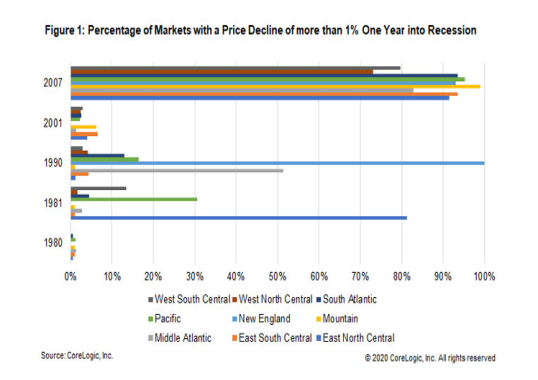 Figure 1: Percentage of Markets with a Price Decline of more than 1% One Year into Recession
2007
2001
1990
1981
1980
0% 10% 20% 30% 40% 50% 60% 70% 80% 90% 100%
West South Central West North Central South Atlantic
Pacific New England Mountain
Middle Atlantic East South Central East North Central
Source: CoreLogic, Inc.
© 2020 CoreLogic, Inc. All rights reserved